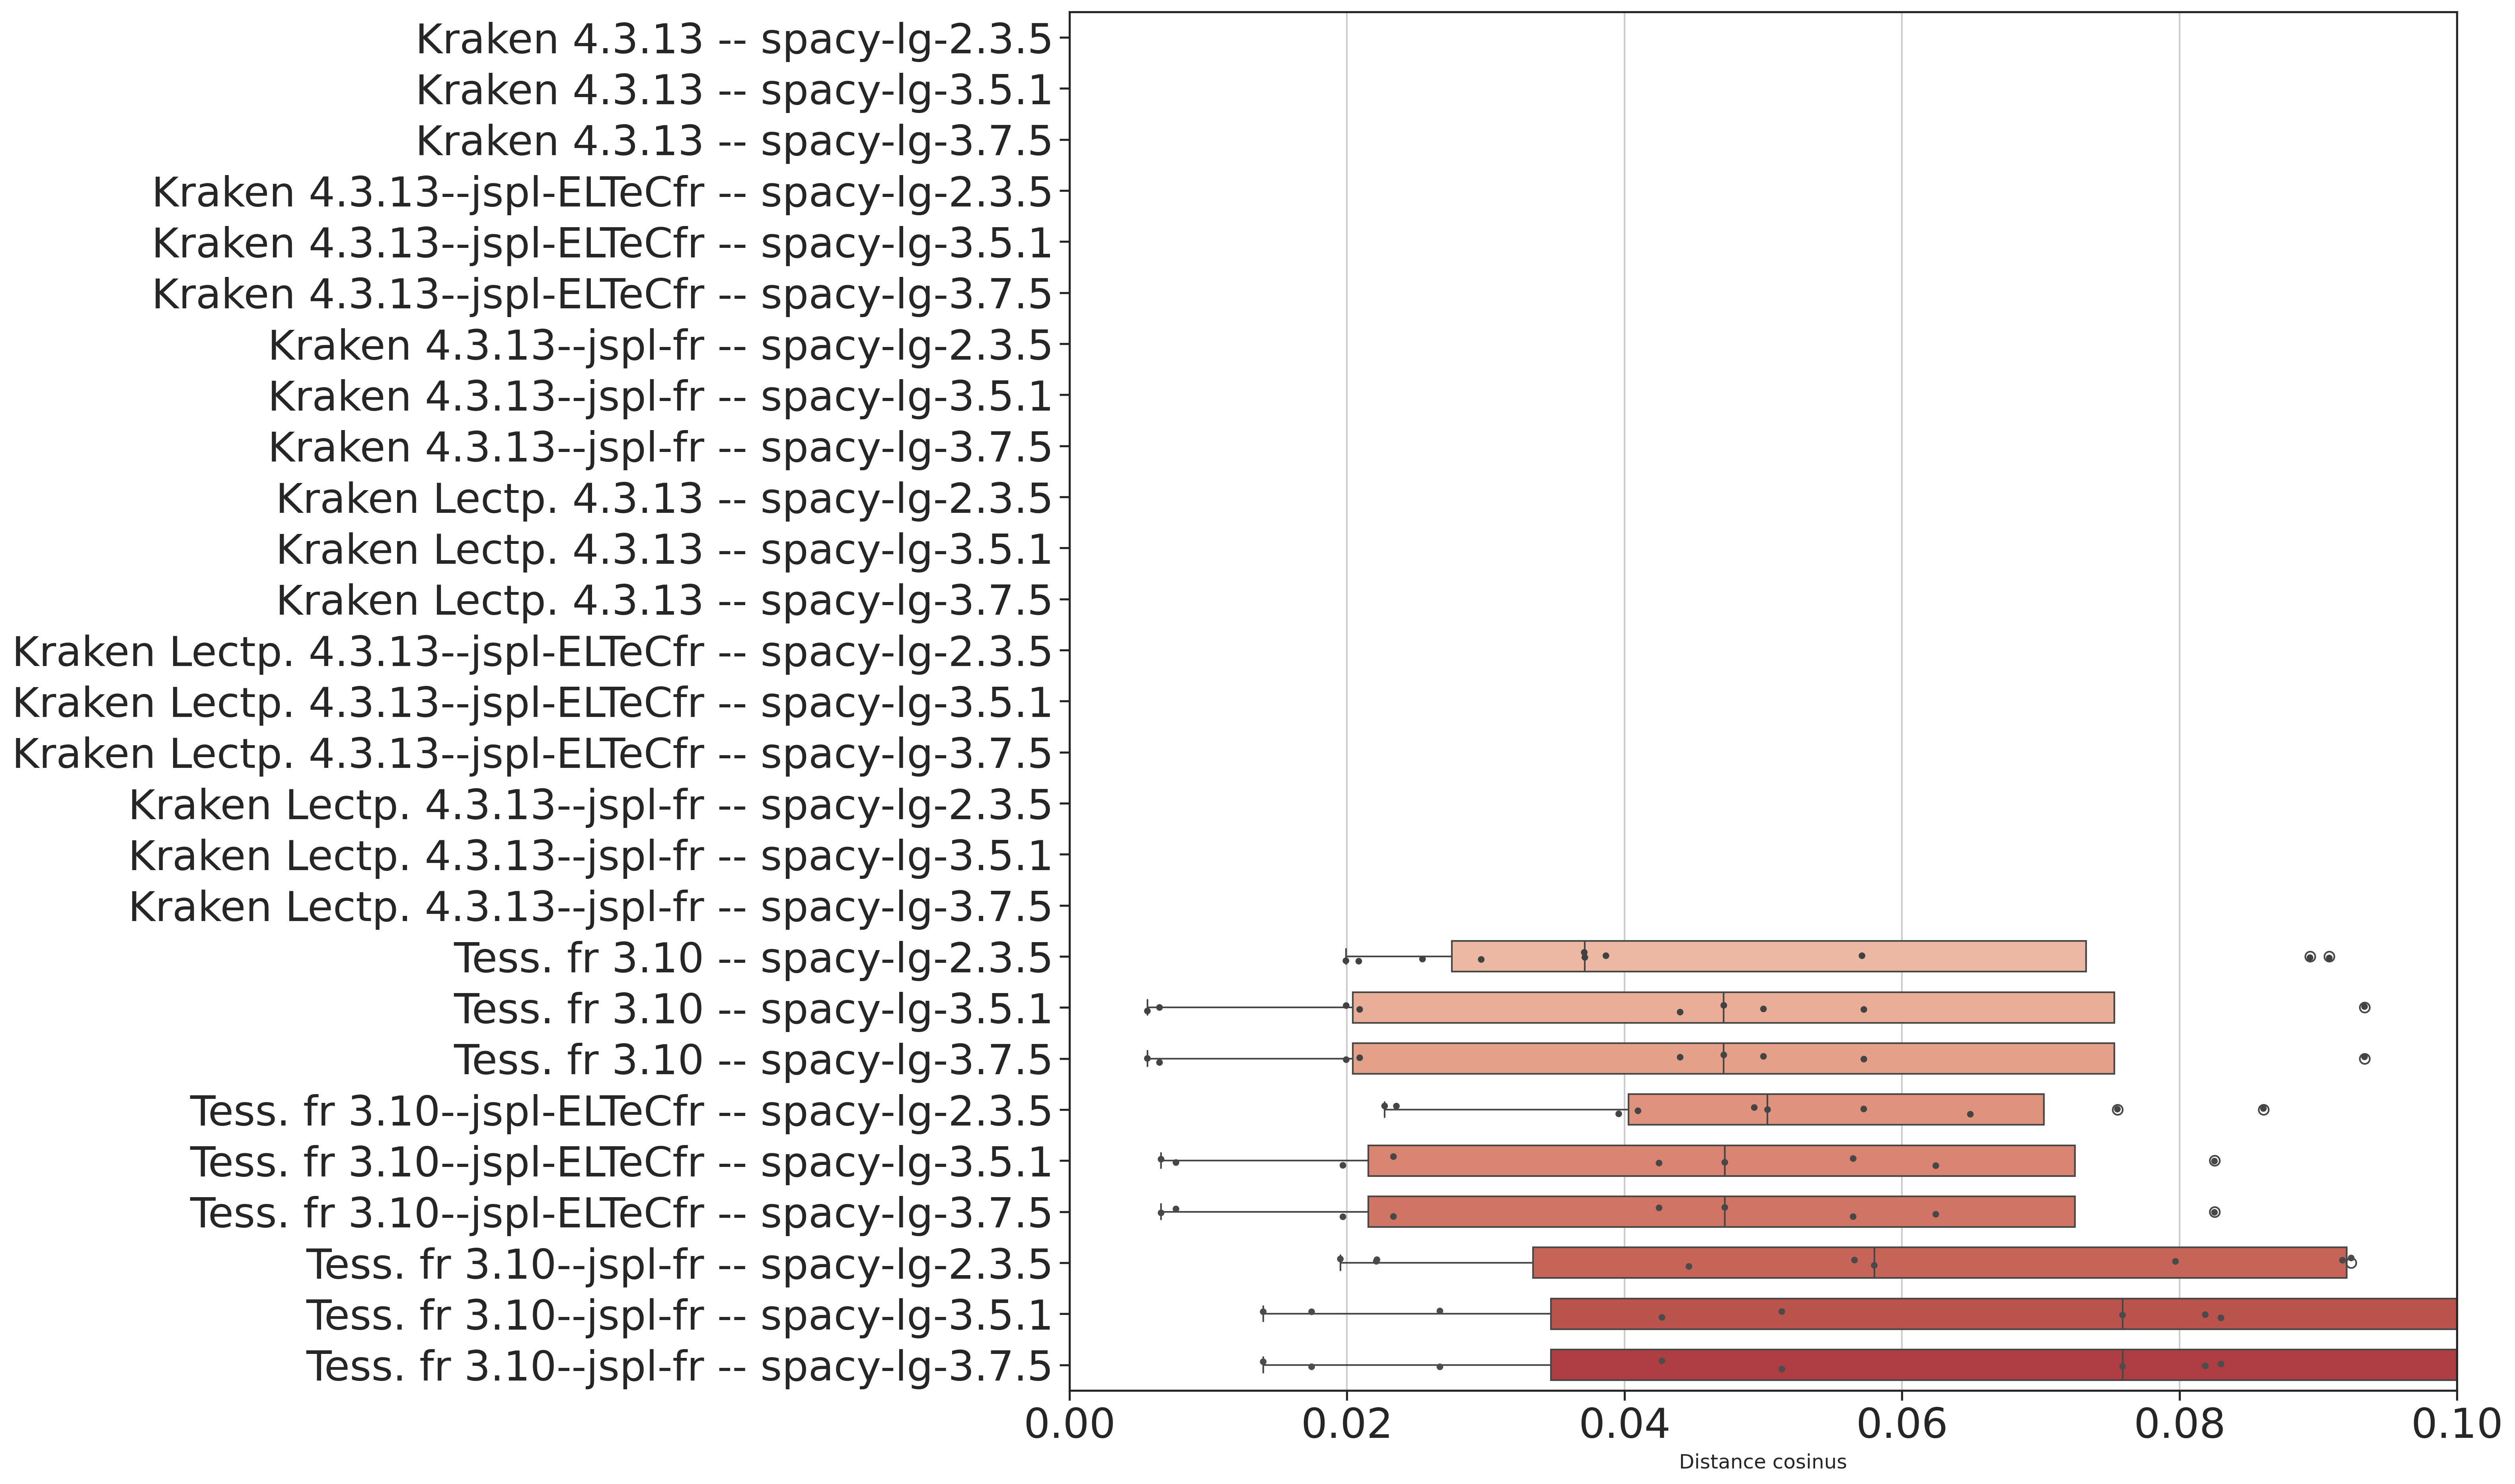 Kraken 4.3.13 -- spacy-lg-2.3.5
Kraken 4.3.13 -- spacy-lg-3.5.1
Kraken 4.3.13 -- spacy-lg-3.7.5
Kraken 4.3.13--jspl-ELTeCfr -- spacy-lg-2.3.5
Kraken 4.3.13--jspl-ELTeCfr -- spacy-lg-3.5.1
Kraken 4.3.13--jspl-ELTeCfr -- spacy-lg-3.7.5
Kraken 4.3.13--jspl-fr -- spacy-lg-2.3.5
Kraken 4.3.13--jspl-fr -- spacy-lg-3.5.1
Kraken 4.3.13--jspl-fr -- spacy-lg-3.7.5
Kraken Lectp. 4.3.13 -- spacy-lg-2.3.5
Kraken Lectp. 4.3.13 -- spacy-lg-3.5.1
Kraken Lectp. 4.3.13 -- spacy-lg-3.7.5
Kraken Lectp. 4.3.13--jspl-ELTeCfr -- spacy-lg-2.3.5
Kraken Lectp. 4.3.13--jspl-ELTeCfr -- spacy-lg-3.5.1
Kraken Lectp. 4.3.13--jspl-ELTeCfr -- spacy-lg-3.7.5
Kraken Lectp. 4.3.13--jspl-fr -- spacy-lg-2.3.5
Kraken Lectp. 4.3.13--jspl-fr -- spacy-lg-3.5.1
Kraken Lectp. 4.3.13--jspl-fr -- spacy-lg-3.7.5
Tess. fr 3.10 -- spacy-lg-2.3.5
Tess. fr 3.10 -- spacy-lg-3.5.1
Tess. fr 3.10 -- spacy-lg-3.7.5
Tess. fr 3.10--jspl-ELTeCfr -- spacy-lg-2.3.5
Tess. fr 3.10--jspl-ELTeCfr -- spacy-lg-3.5.1
Tess. fr 3.10--jspl-ELTeCfr -- spacy-lg-3.7.5
Tess. fr 3.10--jspl-fr -- spacy-lg-2.3.5
Tess. fr 3.10--jspl-fr -- spacy-lg-3.5.1
Tess. fr 3.10--jspl-fr -- spacy-lg-3.7.5
0.00 0.02 0.04 0.06 0.08 0.10
Distance cosinus